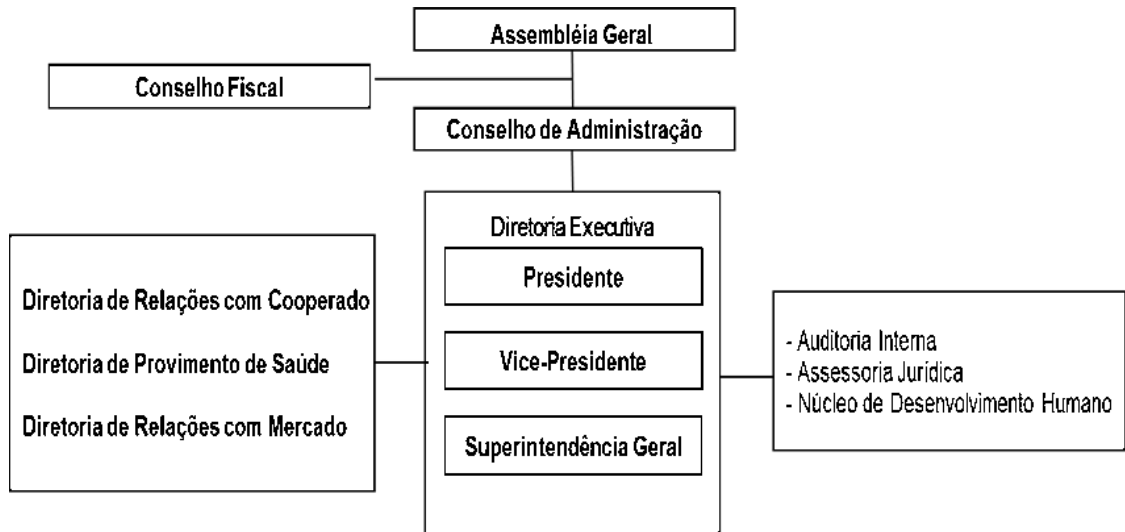 Assembléia Geral
Conselho Fiscal
Conselho de Administração
Diretoria Executiva
Presidente
Vice-Presidente
Superintendência Geral
Diretoria de Relações com Cooperado
Diretoria de Provimento de Saúde
Diretoria de Relações com Mercado
- Auditoria Interna
- Assessoria Jurídica
- Núcleo de Desenvolvimento Humano